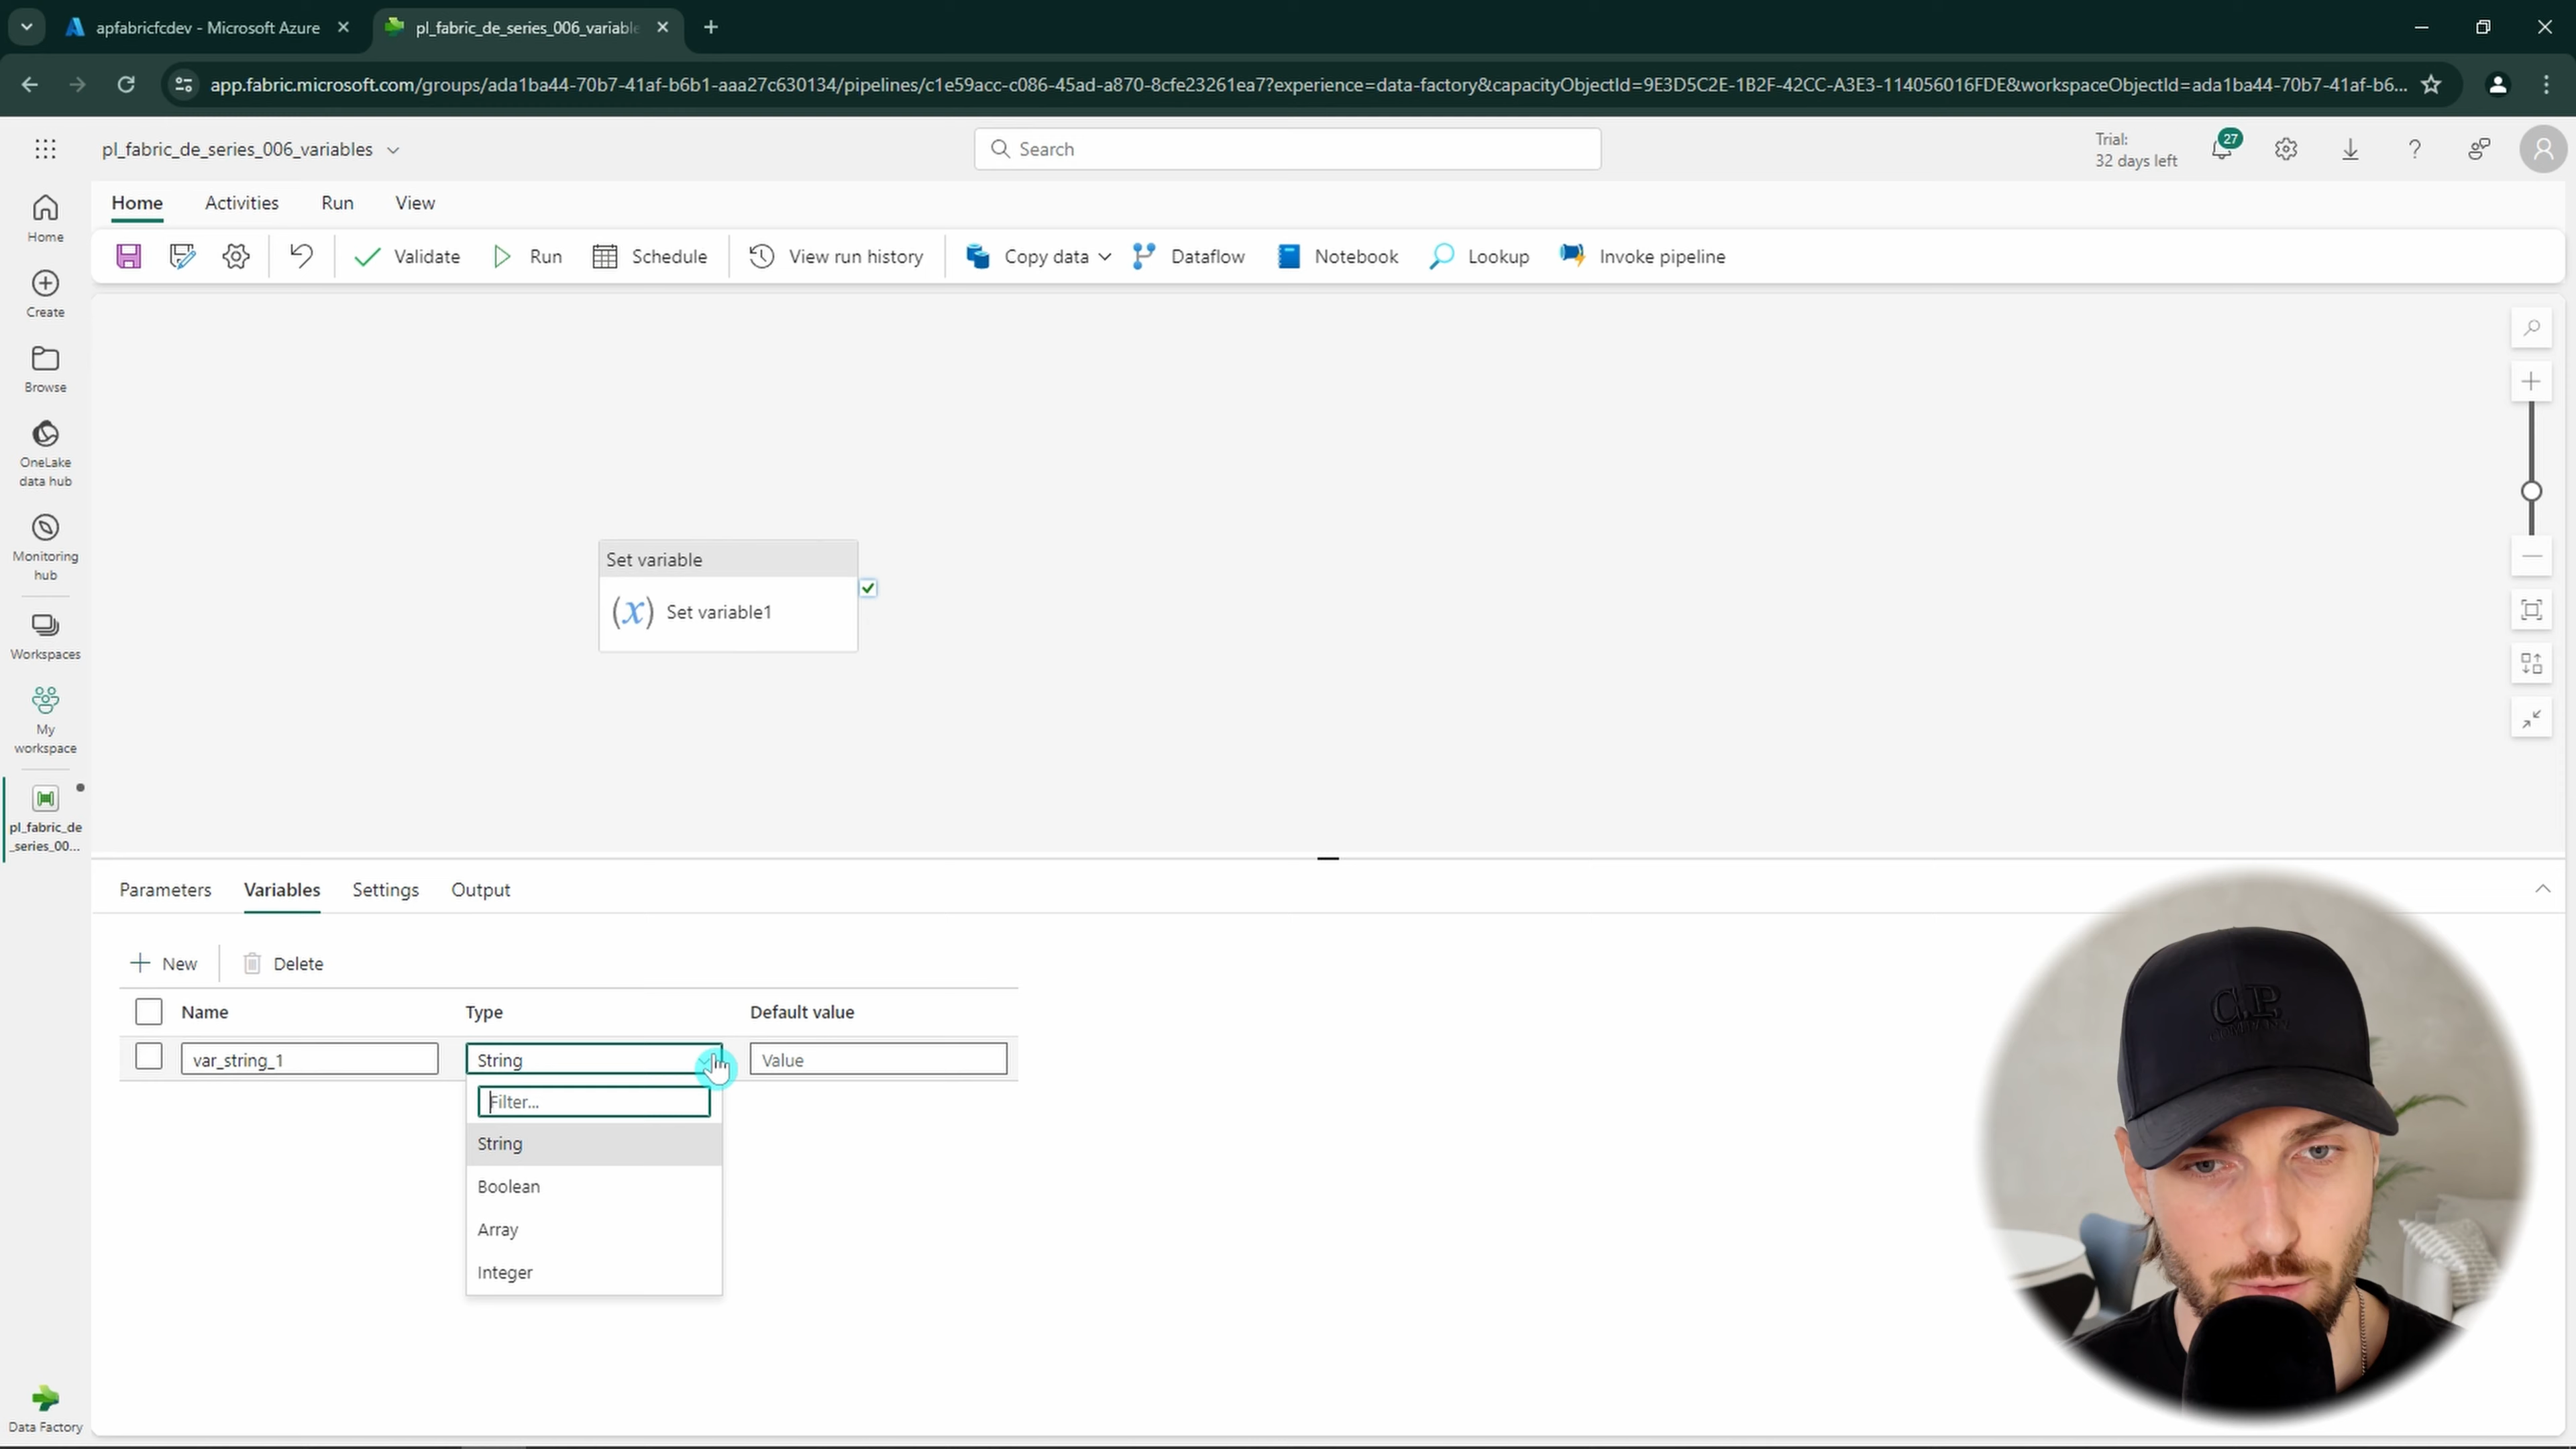 apfabricfcdev - Microsoft Azure
pl_fabric_de_series_006_variable
app.fabric.microsoft.com/groups/ada1ba44-70b7-41af-b6b1-aaa27c630134/pipelines/c1e59acc-c086-45ad-a870-8cfe23261ea7?experience=data-factory&capacityObjectId=9E3D5C2E-1B2F-42CC-A3E3-114056016FDE&workspaceObjectId=ada1ba44-70b7-41af-b6...
pl_fabric_de_series_006_variables
Search
Trial:
32 days left
27
Home
Activities
Run
View
Validate
Run
Schedule
View run history
Copy data
Dataflow
Notebook
Lookup
Invoke pipeline
Home
Create
Browse
OneLake
data hub
Monitoring
hub
Workspaces
My
workspace
pl_fabric_de
_series_00...
Data Factory
Set variable
(x) Set variable1
Parameters
Variables
Settings
Output
New
Delete
Name
Type
Default value
var_string_1
String
Value
Filter...
String
Boolean
Array
Integer
C.P.